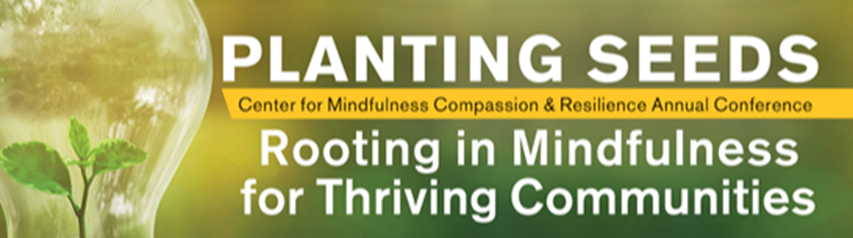 PLANTING SEEDS
Center for Mindfulness Compassion & Resilience Annual Conference
Rooting in Mindfulness
for Thriving Communities